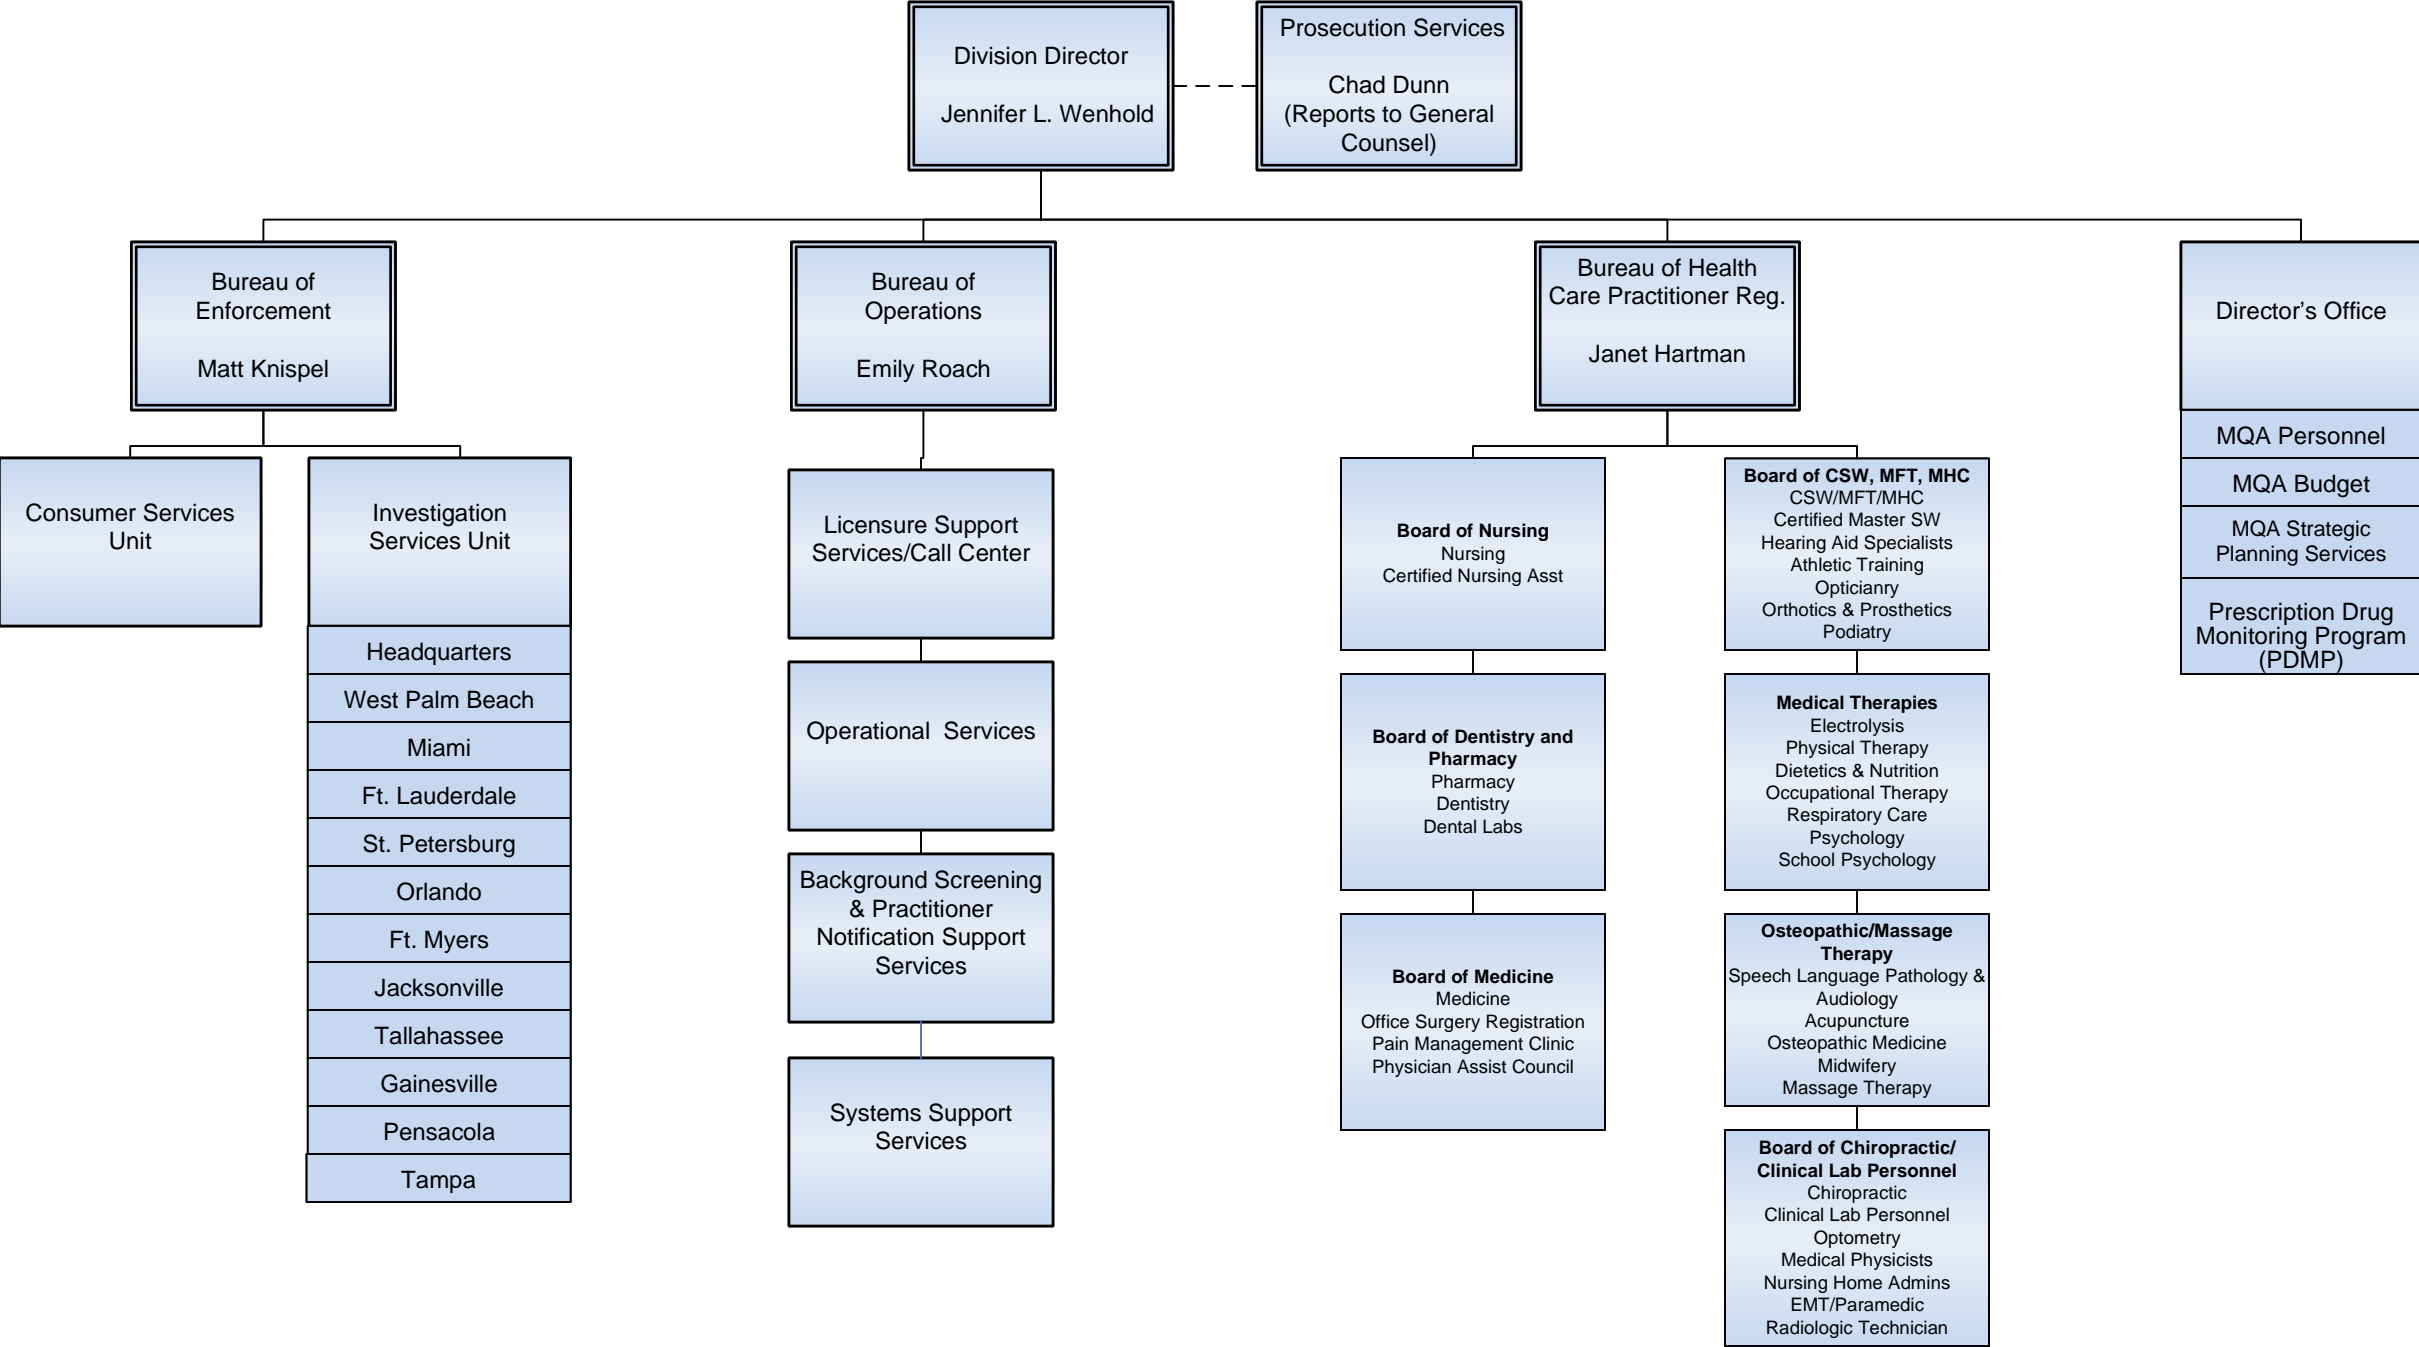 Division Director
Jennifer L. Wenhold
Prosecution Services
Chad Dunn
(Reports to General
Counsel)
Bureau of
Enforcement
Matt Knispel
Bureau of
Operations
Emily Roach
Bureau of Health
Care Practitioner Reg.
Janet Hartman
Director’s Office
MQA Personnel
MQA Budget
MQA Strategic
Planning Services
Prescription Drug
Monitoring Program
(PDMP)
Consumer Services
Unit
Investigation
Services Unit
Headquarters
West Palm Beach
Miami
Ft. Lauderdale
St. Petersburg
Orlando
Ft. Myers
Jacksonville
Tallahassee
Gainesville
Pensacola
Tampa
Licensure Support
Services/Call Center
Operational  Services
Background Screening
& Practitioner
Notification Support
Services
Systems Support
Services
Board of Nursing
Nursing
Certified Nursing Asst
Board of Dentistry and
Pharmacy
Pharmacy
Dentistry
Dental Labs
Board of Medicine
Medicine
Office Surgery Registration
Pain Management Clinic
Physician Assist Council
Board of CSW, MFT, MHC
CSW/MFT/MHC
Certified Master SW
Hearing Aid Specialists
Athletic Training
Opticianry
Orthotics & Prosthetics
Podiatry
Medical Therapies
Electrolysis
Physical Therapy
Dietetics & Nutrition
Occupational Therapy
Respiratory Care
Psychology
School Psychology
Osteopathic/Massage
Therapy
Speech Language Pathology &
Audiology
Acupuncture
Osteopathic Medicine
Midwifery
Massage Therapy
Board of Chiropractic/
Clinical Lab Personnel
Chiropractic
Clinical Lab Personnel
Optometry
Medical Physicists
Nursing Home Admins
EMT/Paramedic
Radiologic Technician